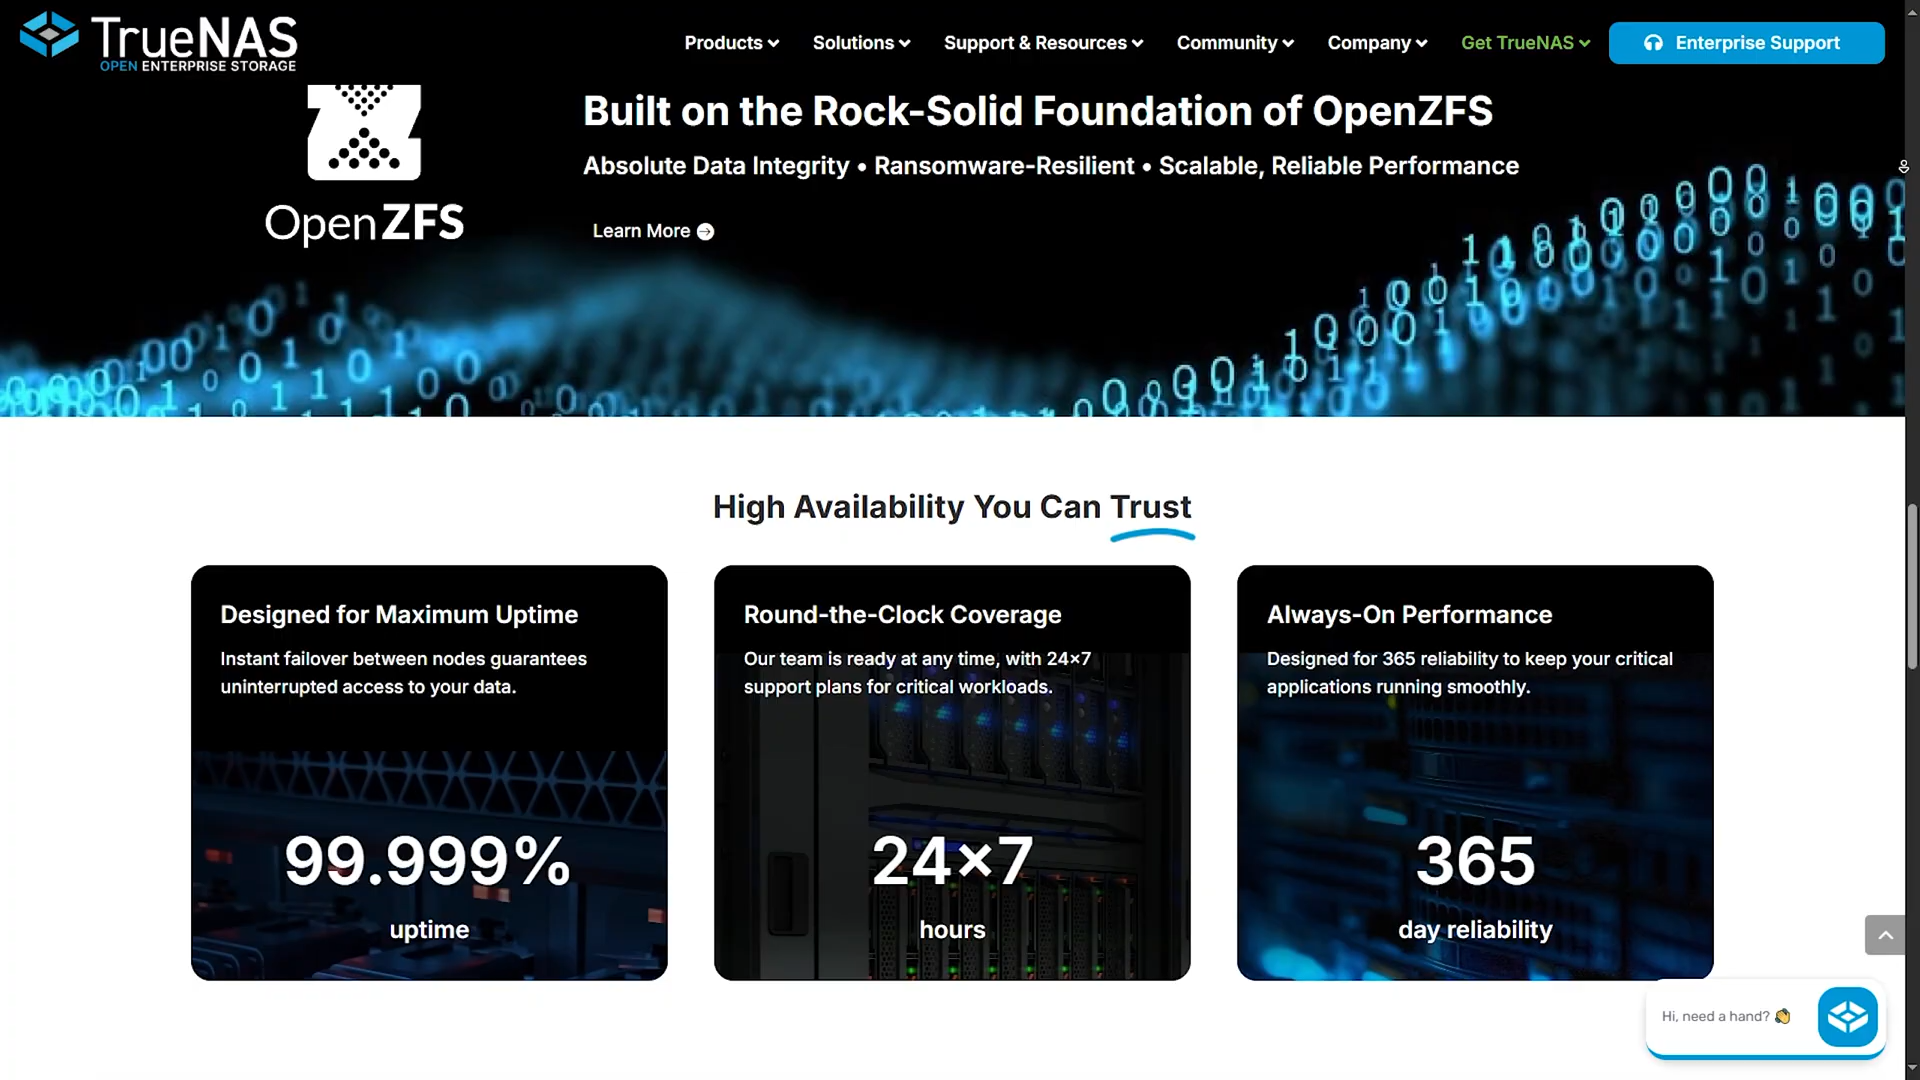 TrueNAS
OPEN ENTERPRISE STORAGE
Products
Solutions
Support & Resources
Community
Company
Get TrueNAS
Enterprise Support
OpenZFS
Built on the Rock-Solid Foundation of OpenZFS
Absolute Data Integrity • Ransomware-Resilient • Scalable, Reliable Performance
Learn More
High Availability You Can Trust
Designed for Maximum Uptime
Instant failover between nodes guarantees
uninterrupted access to your data.
99.999%
uptime
Round-the-Clock Coverage
Our team is ready at any time, with 24×7
support plans for critical workloads.
24×7
hours
Always-On Performance
Designed for 365 reliability to keep your critical
applications running smoothly.
365
day reliability
Hi, need a hand? 👏